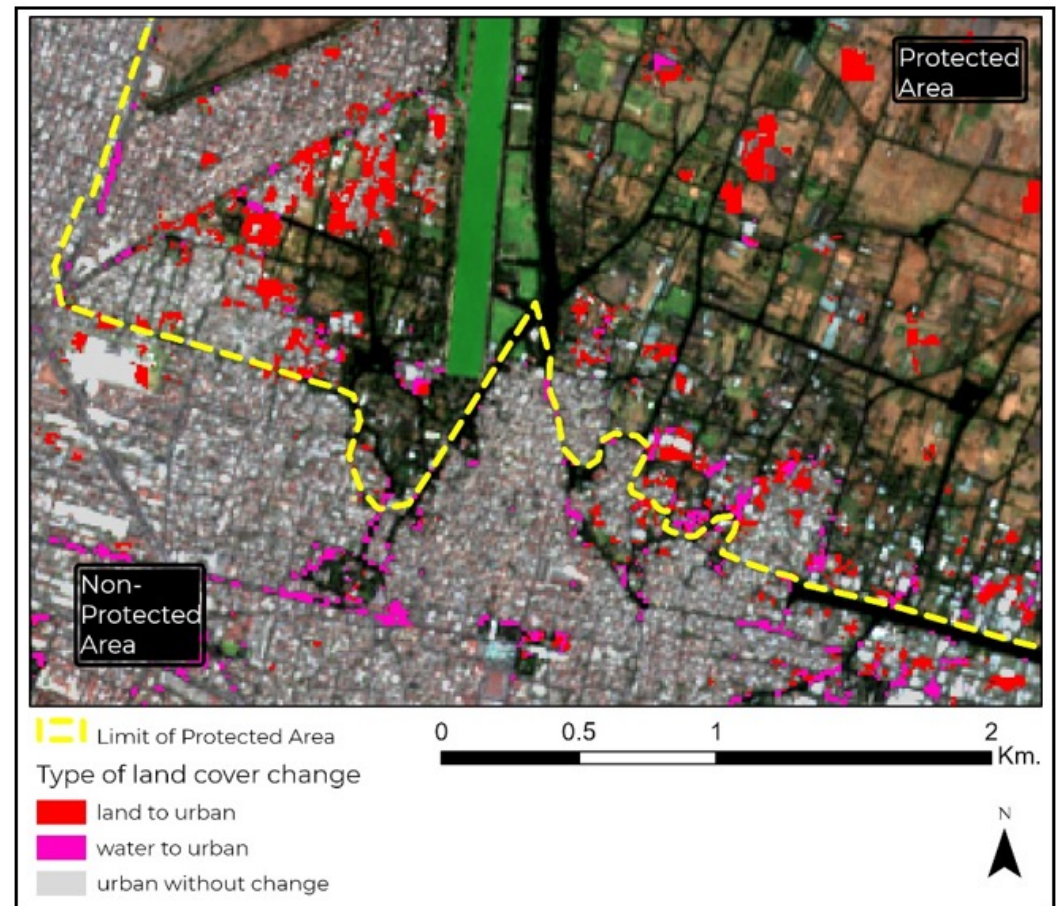 Protected
Area
Non-
Protected
Area
Limit of Protected Area
Type of land cover change
land to urban
water to urban
urban without change
0 0.5 1 2
Km.
N